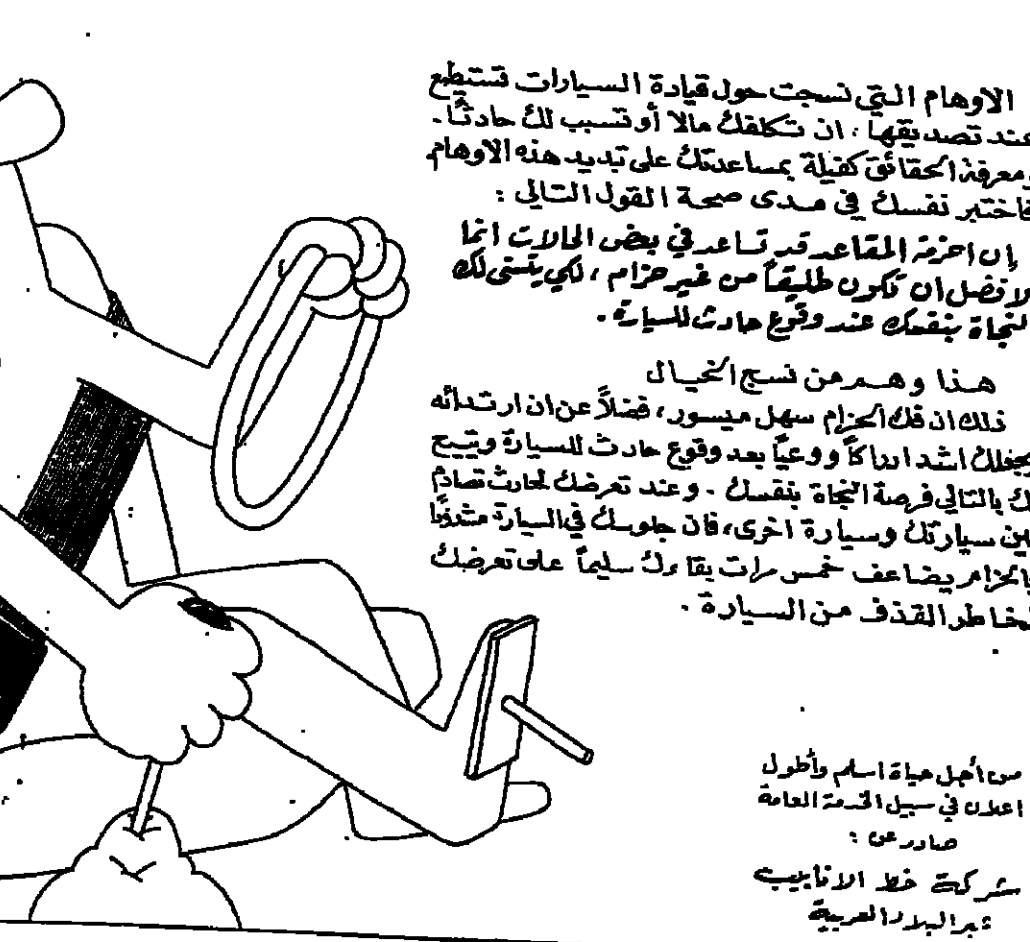 الاوهام التي نسجت حول قيادة السيارات تستطيع
عند تصديقها، ان تكلفك مالا أو تتسبب لك حادثاً.
ومعرفة الحقائق كفيلة بمساعدتك على تبديد هذه الاوهام
فاختبر نفسك في مدى صحة القول التالي :
إن احزمة المقاعد قد تساعد في بعض الحالات انما
الافضل ان تكون طليقاً من غير حزام ، لكي يتسنى لك
النجاة بنفسك عند وقوع حادث للسيارة .
هذا وهم من نسج الخيال
ذلك ان فك الحزام سهل ميسور، فضلاً عن ان ارتدائه
يجعلك اشد ادراكاً ووعياً بعد وقوع حادث للسيارة ويتيح
لك بالتالي فرصة النجاة بنفسك . وعند تعرضك لحادث تصادم
بين سيارتك وسيارة اخرى، فان جلوسك في السيارة مشدوداً
بالحزام يضاعف خمس مرات بقاءك سليماً على تعرضك
لمخاطر القذف من السيارة .
من أجل حياة اسلم وأطول
اعلان في سبيل الخدمة العامة
صادر عن :
شركة خط الانابيب
عبر البلاد العربية